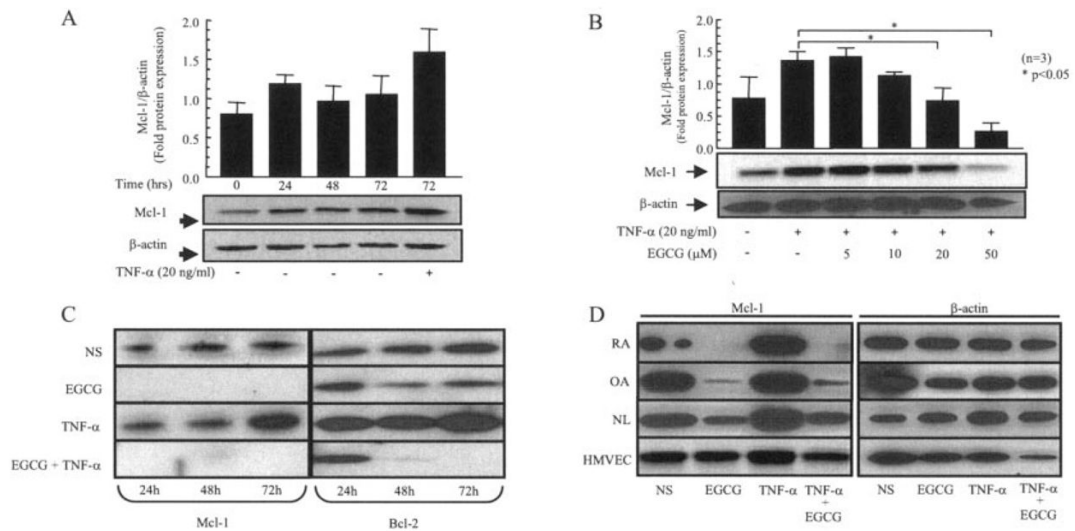 A
Mcl-1/β-actin
(Fold protein expression)
2.0
1.5
1.0
0.5
0.0
Time (hrs)
0 24 48 72 72
Mcl-1
β-actin
TNF-α (20 ng/ml)
- - - - +
B
Mcl-1/β-actin
(Fold protein expression)
2.0
1.5
1.0
0.5
0.0
*
*
(n=3)
* p<0.05
Mcl-1
β-actin
TNF-α (20 ng/ml) - + + + + +
EGCG (μM) - - 5 10 20 50
C
NS
EGCG
TNF-α
EGCG + TNF-α
24h 48h 72h 24h 48h 72h
Mcl-1 Bcl-2
D
Mcl-1 β-actin
RA
OA
NL
HMVEC
NS EGCG TNF-α TNF-α + EGCG NS EGCG TNF-α TNF-α + EGCG